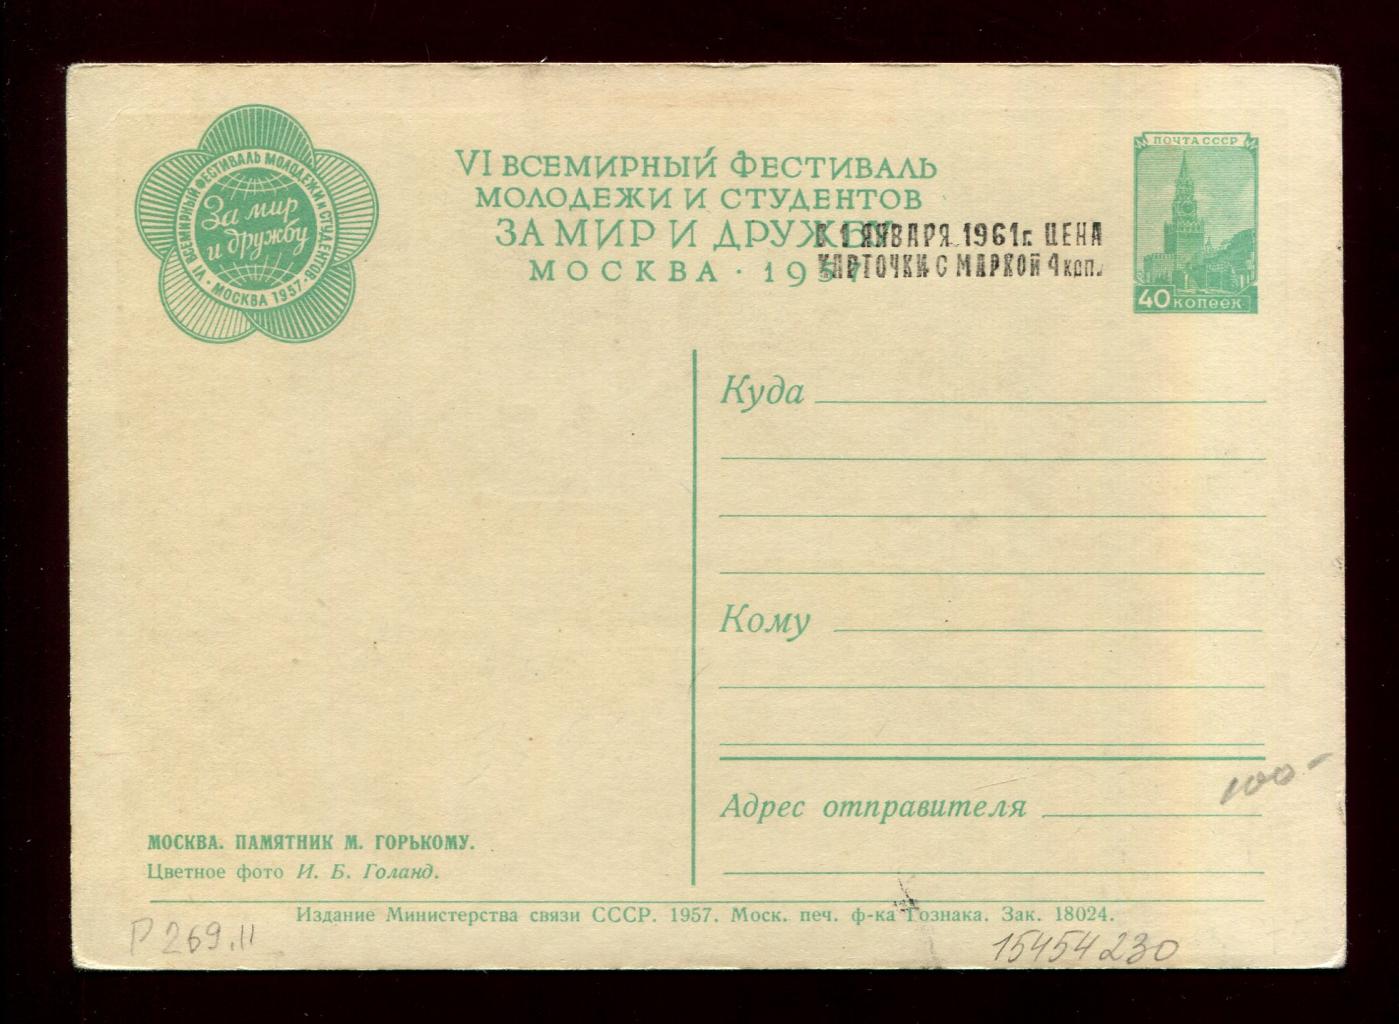 VI ВСЕМИРНЫЙ ФЕСТИВАЛЬ МОЛОДЕЖИ И СТУДЕНТОВ · МОСКВА 1957 ·
За мир
и дружбу
VI ВСЕМИРНЫЙ ФЕСТИВАЛЬ
МОЛОДЕЖИ И СТУДЕНТОВ
ЗА МИР И ДРУЖБУ
МОСКВА · 1957
С 1 ЯНВАРЯ 1961г. ЦЕНА
КАРТОЧКИ С МАРКОЙ 4 коп.
ПОЧТА СССР
40 КОПЕЕК
Куда
Кому
Адрес отправителя
100-
МОСКВА. ПАМЯТНИК М. ГОРЬКОМУ.
Цветное фото И. Б. Голанд.
Издание Министерства связи СССР. 1957. Моск. печ. ф-ка Гознака. Зак. 18024.
Р 269.11
15454230